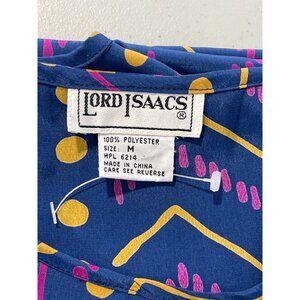 LORD ISAACS ®
100% POLYESTER
SIZE: M
WPL 6214
MADE IN CHINA
CARE SEE REVERSE